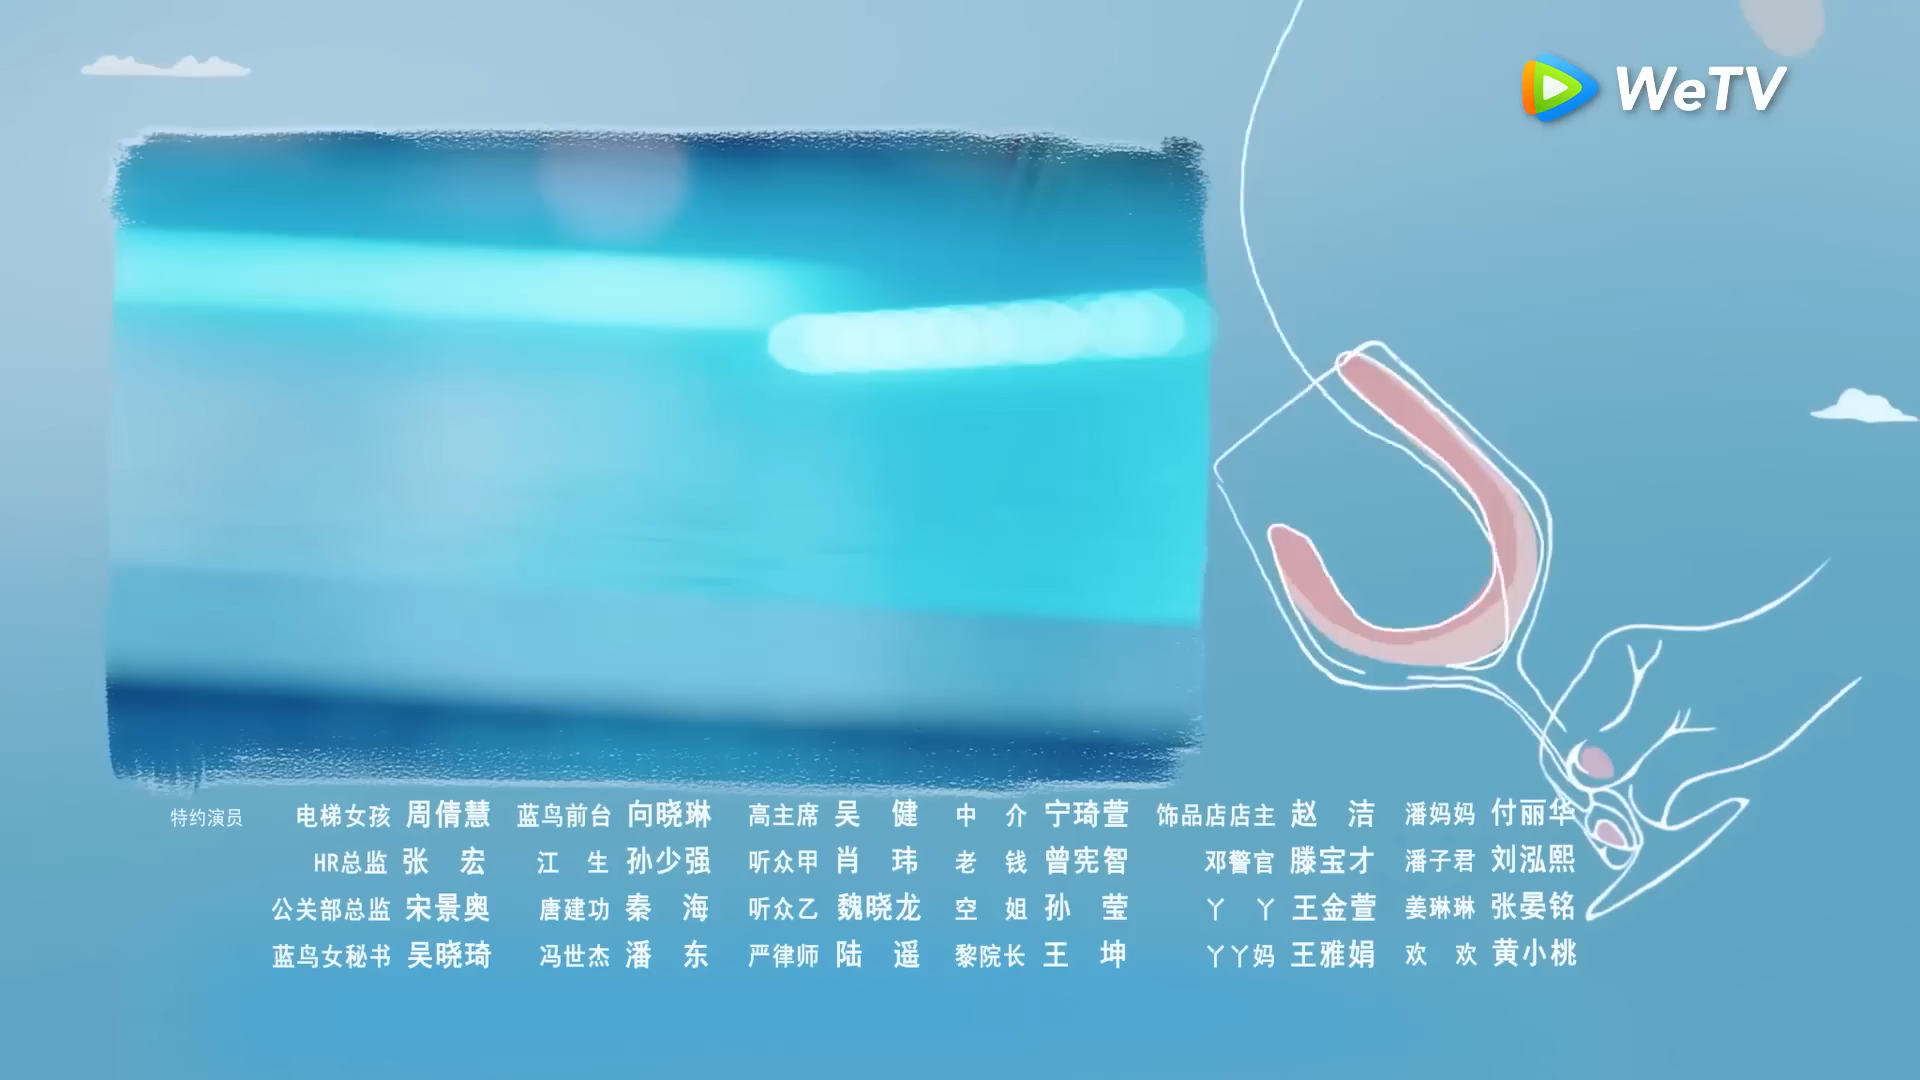 WeTV
特约演员 电梯女孩 周倩慧 蓝鸟前台 向晓琳 高主席 吴 健 中 介 宁琦萱 饰品店店主 赵 洁 潘妈妈 付丽华
HR总监 张 宏 江 生 孙少强 听众甲 肖 玮 老 钱 曾宪智 邓警官 滕宝才 潘子君 刘泓熙
公关部总监 宋景奥 唐建功 秦 海 听众乙 魏晓龙 空 姐 孙 莹 丫 丫 王金萱 姜琳琳 张晏铭
蓝鸟女秘书 吴晓琦 冯世杰 潘 东 严律师 陆 遥 黎院长 王 坤 丫丫妈 王雅娟 欢 欢 黄小桃